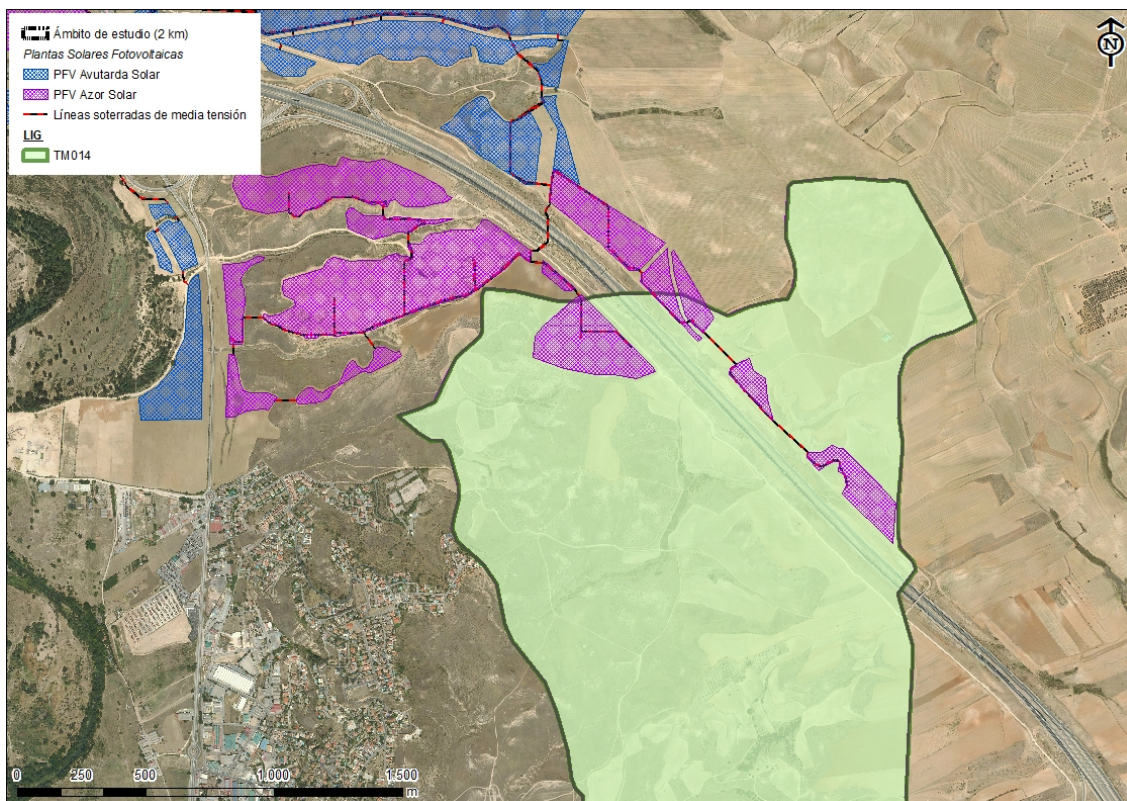 Ámbito de estudio (2 km)
Plantas Solares Fotovoltaicas
PFV Avutarda Solar
PFV Azor Solar
Líneas soterradas de media tensión
LIG
TM014
N
0 250 500 1.000 1.500
m